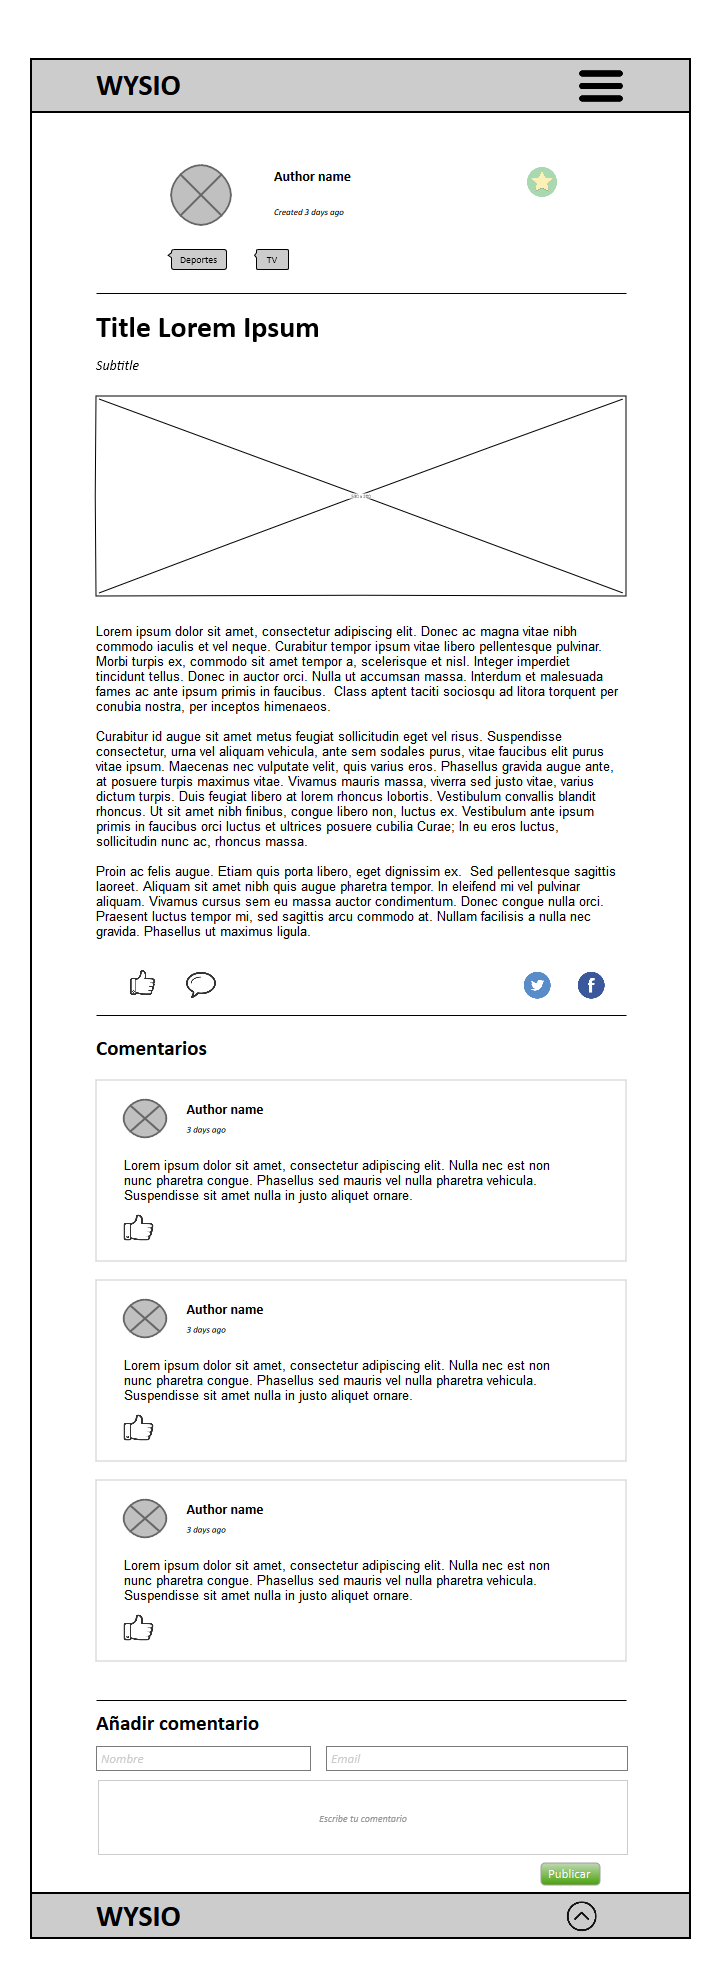 WYSIO
Author name
Created 3 days ago
Deportes
TV
Title Lorem Ipsum
Subtitle
Lorem ipsum dolor sit amet, consectetur adipiscing elit. Donec ac magna vitae nibh
commodo iaculis et vel neque. Curabitur tempor ipsum vitae libero pellentesque pulvinar.
Morbi turpis ex, commodo sit amet tempor a, scelerisque et nisl. Integer imperdiet
tincidunt tellus. Donec in auctor orci. Nulla ut accumsan massa. Interdum et malesuada
fames ac ante ipsum primis in faucibus.  Class aptent taciti sociosqu ad litora torquent per
conubia nostra, per inceptos himenaeos.
Curabitur id augue sit amet metus feugiat sollicitudin eget vel risus. Suspendisse
consectetur, urna vel aliquam vehicula, ante sem sodales purus, vitae faucibus elit purus
vitae ipsum. Maecenas nec vulputate velit, quis varius eros. Phasellus gravida augue ante,
at posuere turpis maximus vitae. Vivamus mauris massa, viverra sed justo vitae, varius
dictum turpis. Duis feugiat libero at lorem rhoncus lobortis. Vestibulum convallis blandit
rhoncus. Ut sit amet nibh finibus, congue libero non, luctus ex. Vestibulum ante ipsum
primis in faucibus orci luctus et ultrices posuere cubilia Curae; In eu eros luctus,
sollicitudin nunc ac, rhoncus massa.
Proin ac felis augue. Etiam quis porta libero, eget dignissim ex.  Sed pellentesque sagittis
laoreet. Aliquam sit amet nibh quis augue pharetra tempor. In eleifend mi vel pulvinar
aliquam. Vivamus cursus sem eu massa auctor condimentum. Donec congue nulla orci.
Praesent luctus tempor mi, sed sagittis arcu commodo at. Nullam facilisis a nulla nec
gravida. Phasellus ut maximus ligula.
Comentarios
Author name
3 days ago
Lorem ipsum dolor sit amet, consectetur adipiscing elit. Nulla nec est non
nunc pharetra congue. Phasellus sed mauris vel nulla pharetra vehicula.
Suspendisse sit amet nulla in justo aliquet ornare.
Author name
3 days ago
Lorem ipsum dolor sit amet, consectetur adipiscing elit. Nulla nec est non
nunc pharetra congue. Phasellus sed mauris vel nulla pharetra vehicula.
Suspendisse sit amet nulla in justo aliquet ornare.
Author name
3 days ago
Lorem ipsum dolor sit amet, consectetur adipiscing elit. Nulla nec est non
nunc pharetra congue. Phasellus sed mauris vel nulla pharetra vehicula.
Suspendisse sit amet nulla in justo aliquet ornare.
Añadir comentario
Nombre
Email
Escribe tu comentario
Publicar
WYSIO